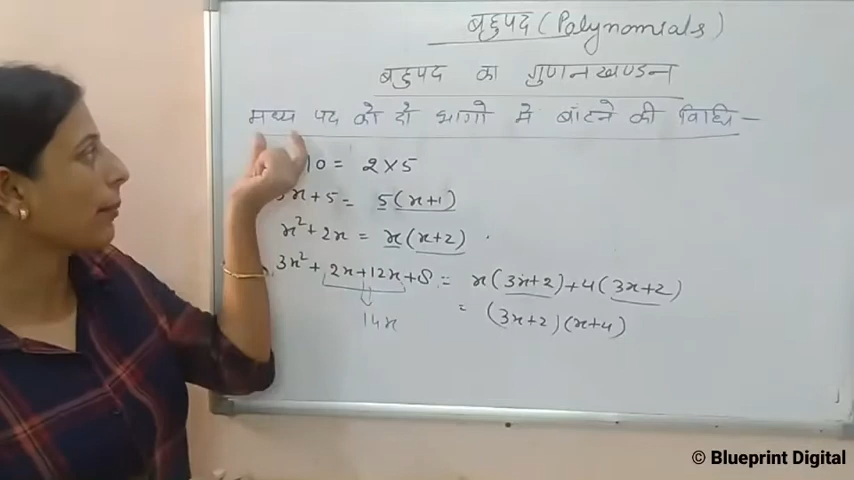 बहुपद (Polynomials)
बहुपद का गुणनखण्डन
मध्य पद को दो भागो मे बांटने की विधि -
10 = 2 × 5
5x + 5 = 5(x+1)
x² + 2x = x(x+2)
3x² + 2x + 12x + 8 = x(3x+2) + 4(3x+2)
14x
= (3x+2)(x+4)
© Blueprint Digital